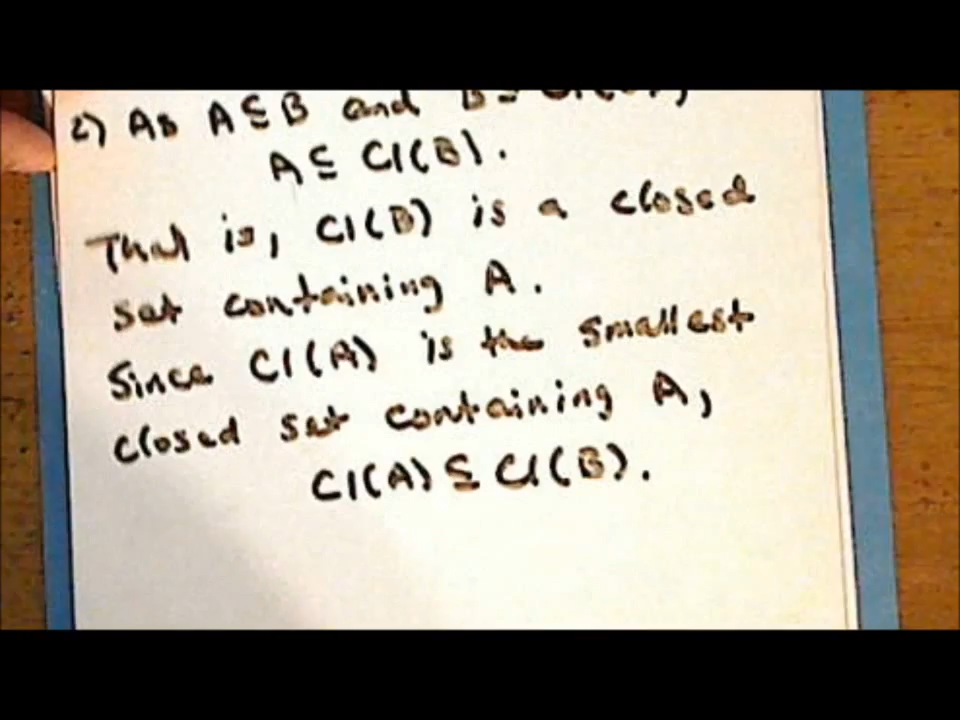 c) As A⊆B and B⊆ Cl(B),
A⊆ Cl(B).
That is, Cl(B) is a closed
set containing A.
Since Cl(A) is the smallest
closed set containing A,
Cl(A)⊆Cl(B).